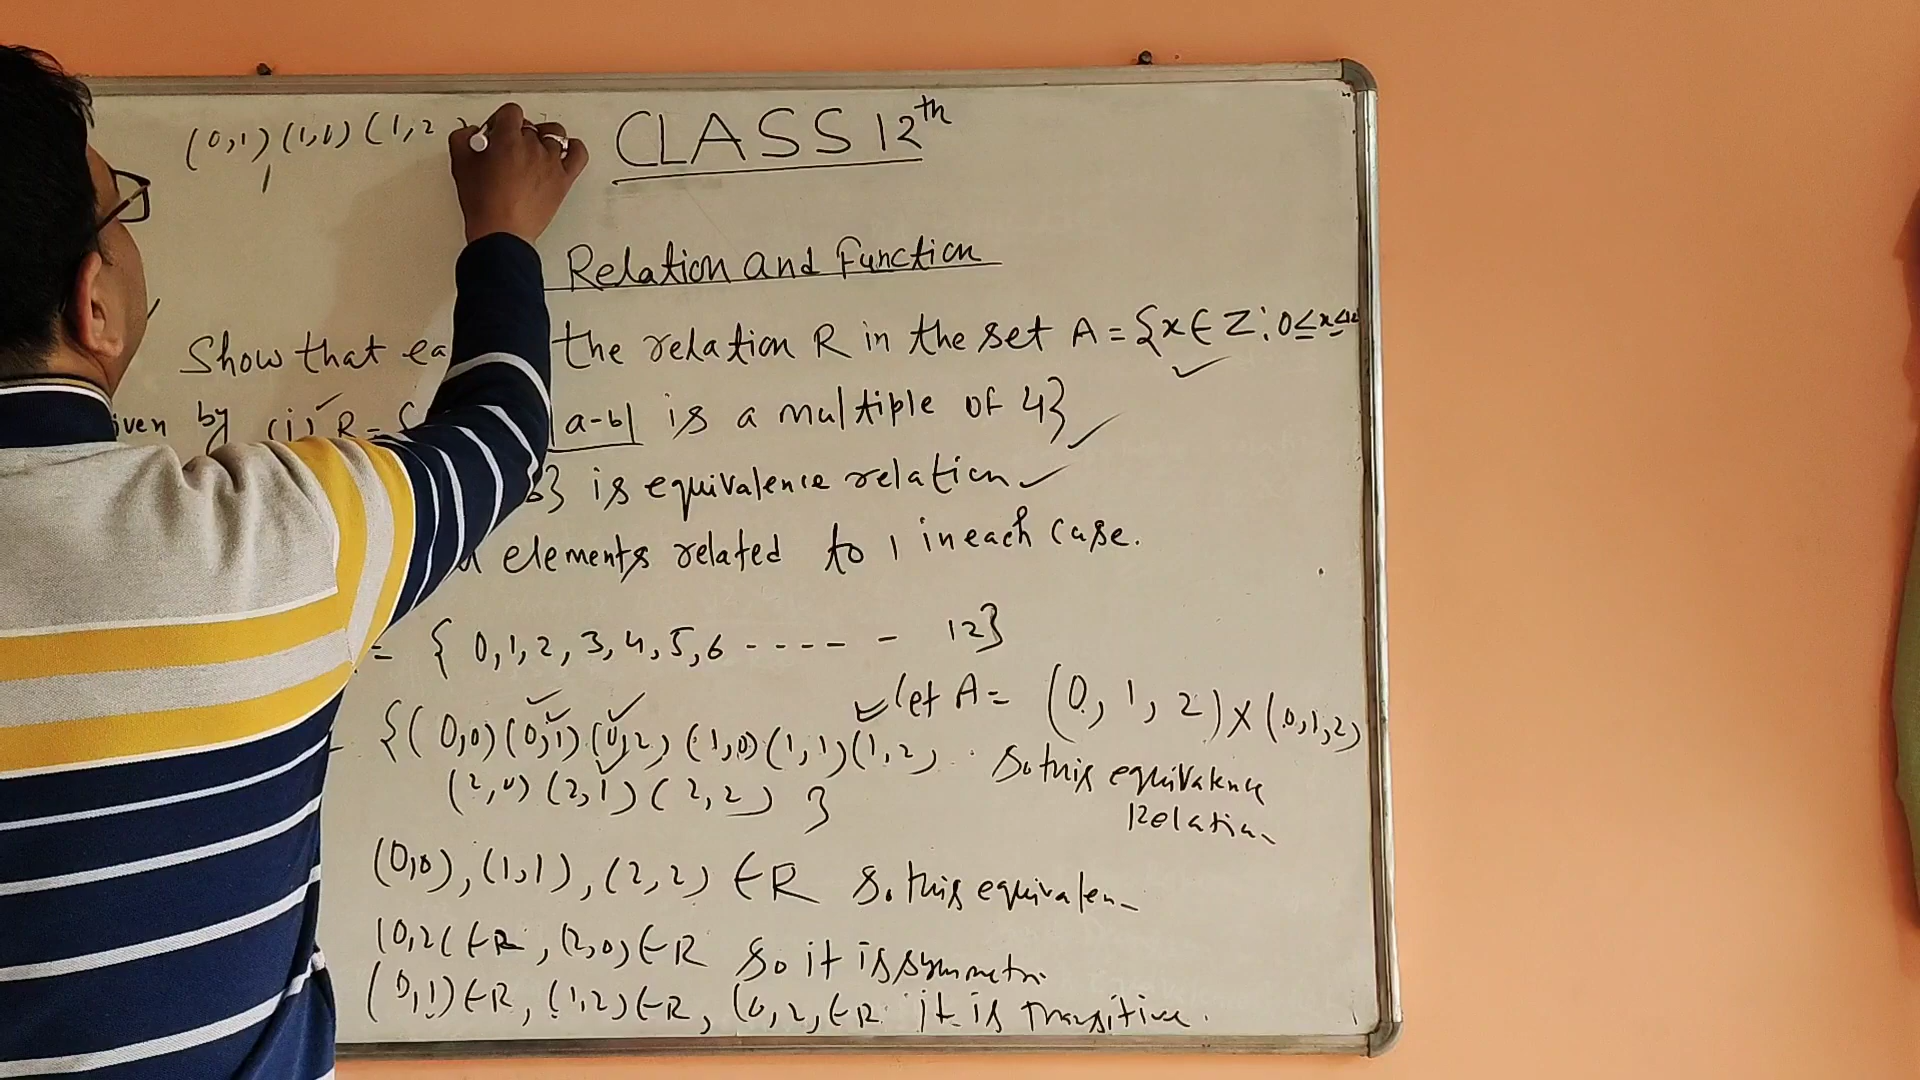 (0,1) (1,0) (1,2
CLASS 12th
Relation and Function
Show that ea the relation R in the set A = {x ∈ Z : 0 ≤ x ≤ 12
iven by (i) R = { |a-b| is a multiple of 4}
b} is equivalence relation
elements related to 1 in each case.
= { 0, 1, 2, 3, 4, 5, 6 ---- - 12}
let A = (0, 1, 2) X (0,1,2)
{(0,0) (0,1) (0,2) (1,0) (1,1) (1,2)
(2,0) (2,1) (2,2) }
So this equivalence
Relation
(0,0), (1,1), (2,2) ∈ R So this equivalen
(0,2( ∈ R, (2,0) ∈ R so it is symmetri
(0,1) ∈ R, (1,2) ∈ R, (0,2, ∈ R it is Transitive.